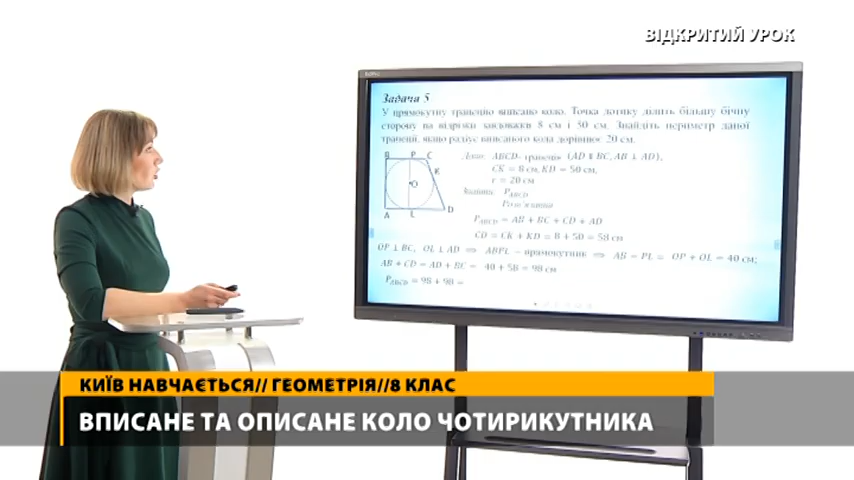 ВІДКРИТИЙ УРОК
Задача 5
У прямокутну трапецію вписано коло. Точка дотику ділить більшу бічну
сторону на відрізки завдовжки 8 см і 50 см. Знайдіть периметр даної
трапеції, якщо радіус вписаного кола дорівнює 20 см.
B P C
K
O
A L D
Дано: ABCD- трапеція (AD ∥ BC, AB ⊥ AD),
CK = 8 см, KD = 50 см,
r = 20 см
Знайти: P_ABCD
Розв'язання
P_ABCD = AB + BC + CD + AD
CD = CK + KD = 8 + 50 = 58 см
OP ⊥ BC, OL ⊥ AD ⟹ ABPL – прямокутник ⟹ AB = PL = OP + OL = 40 см;
AB + CD = AD + BC = 40 + 58 = 98 см
P_ABCD = 98 + 98 =
КИЇВ НАВЧАЄТЬСЯ// ГЕОМЕТРІЯ//8 КЛАС
ВПИСАНЕ ТА ОПИСАНЕ КОЛО ЧОТИРИКУТНИКА